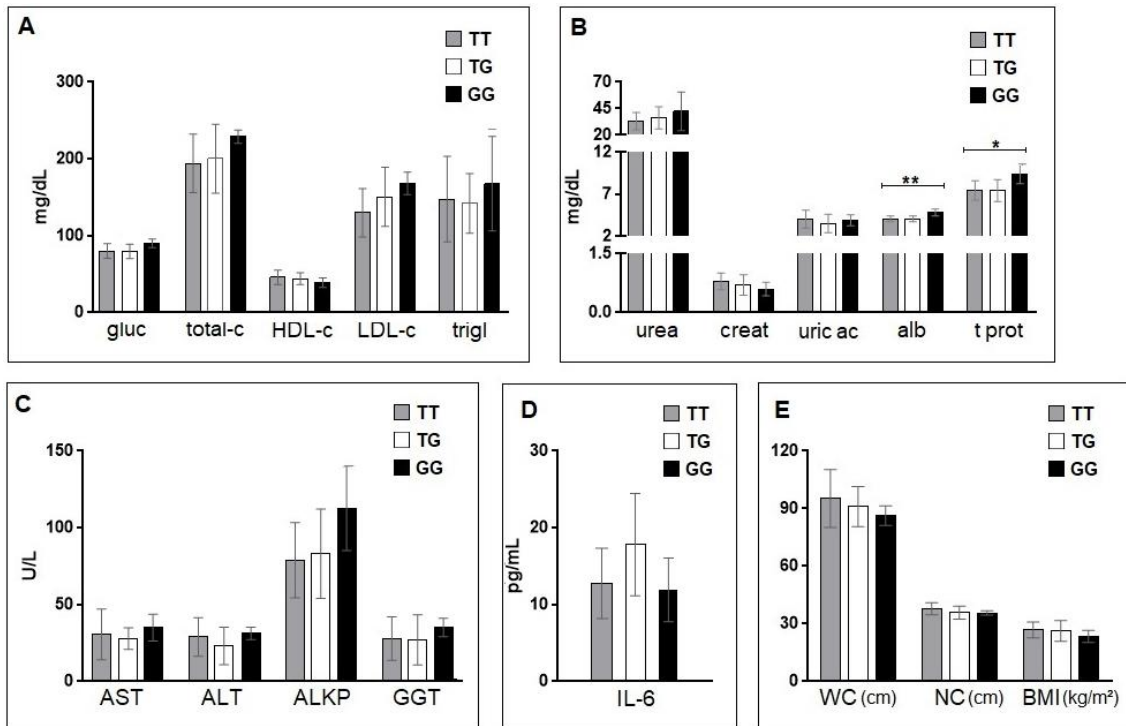 A
TT
TG
GG
mg/dL
300
200
100
0
gluc total-c HDL-c LDL-c trigl
B
TT
TG
GG
mg/dL
70
45
20
12
7
2
1.5
0.0
**
*
urea creat uric ac alb t prot
C
TT
TG
GG
U/L
150
100
50
0
AST ALT ALKP GGT
D
TT
TG
GG
pg/mL
30
20
10
0
IL-6
E
TT
TG
GG
120
90
60
30
0
WC (cm) NC (cm) BMI (kg/m²)